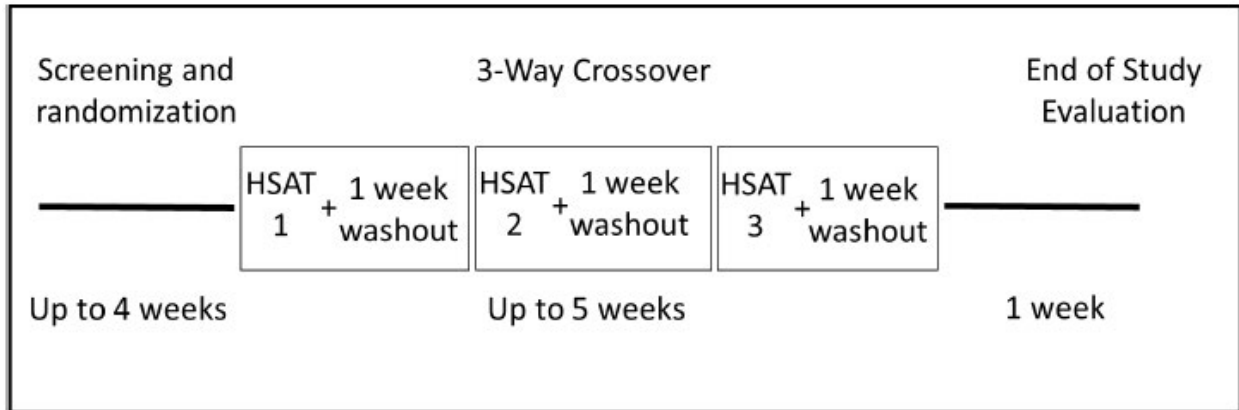 Screening and
randomization
3-Way Crossover
End of Study
Evaluation
HSAT
1
+
1 week
washout
HSAT
2
+
1 week
washout
HSAT
3
+
1 week
washout
Up to 4 weeks
Up to 5 weeks
1 week